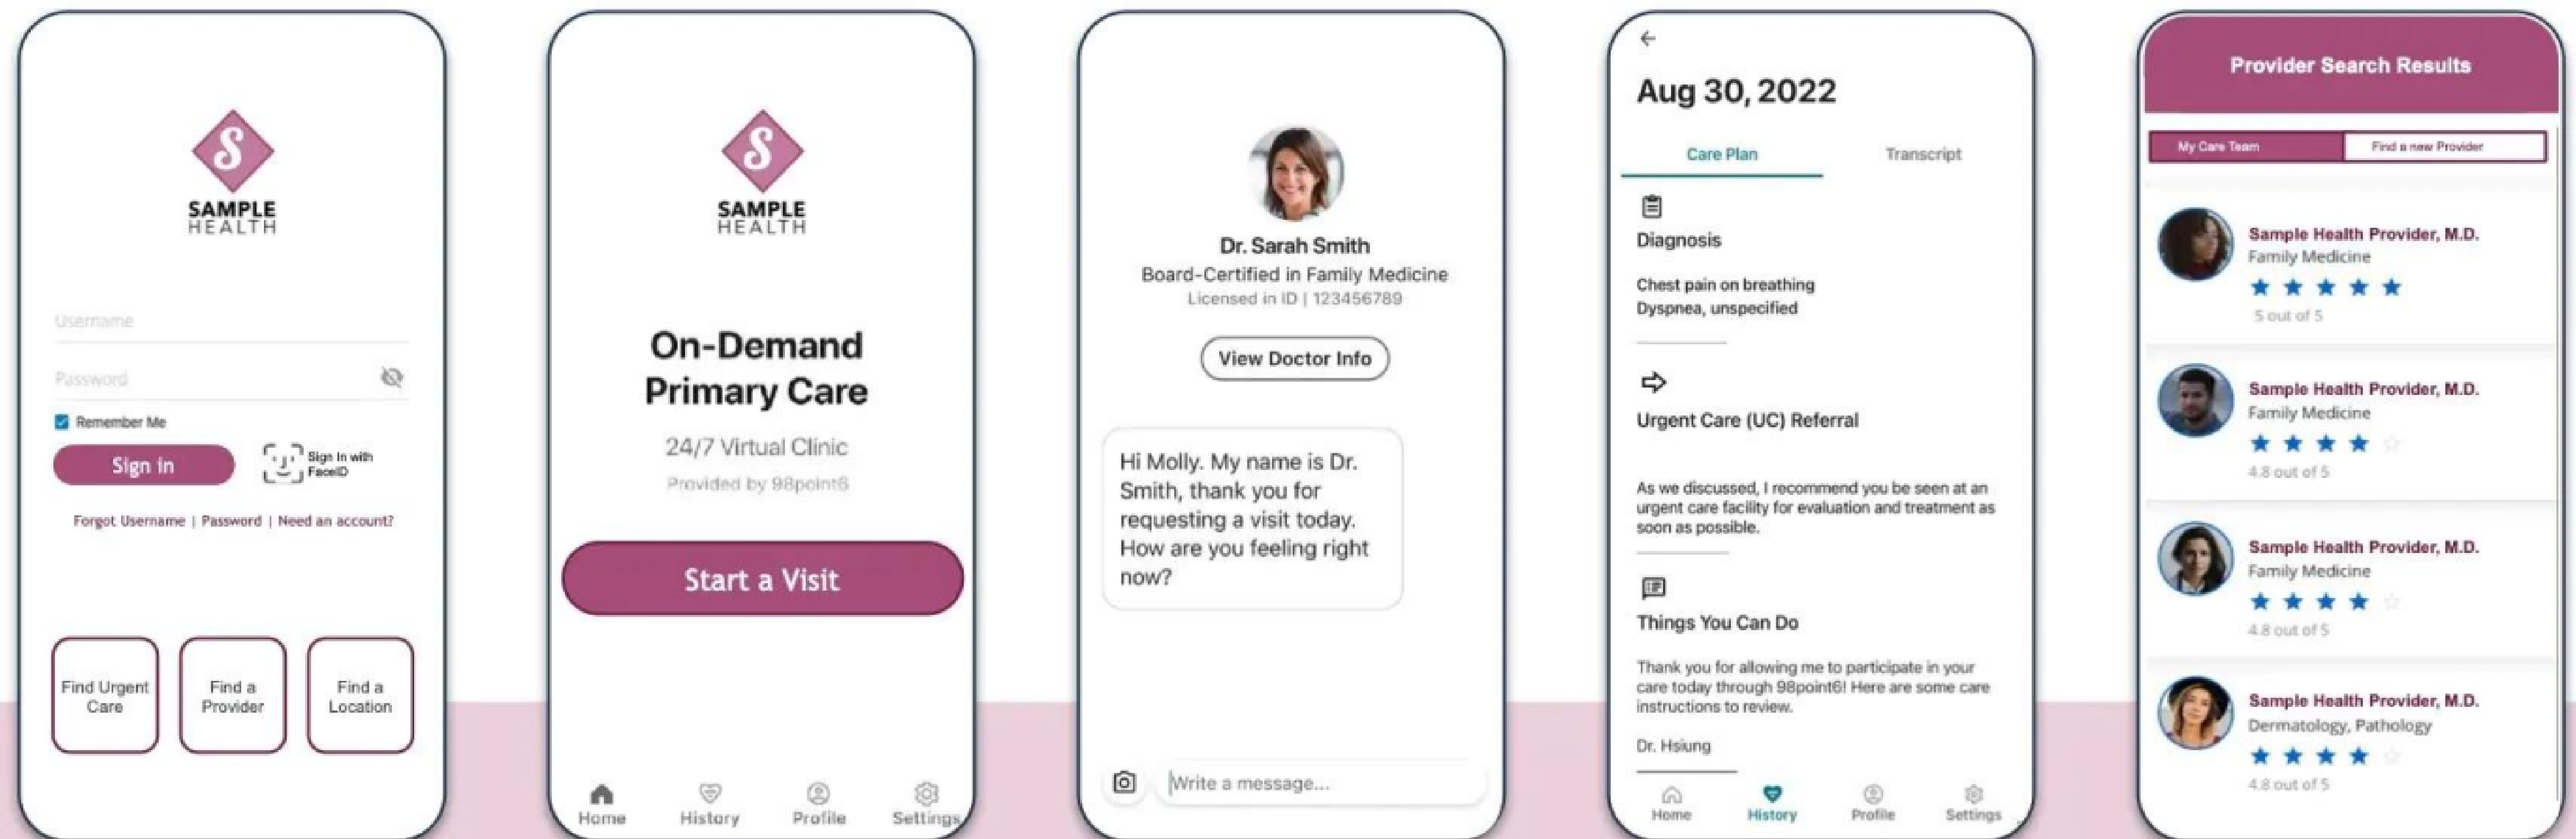 S
SAMPLE
HEALTH
Username
Password
Remember Me
Sign in
Sign In with
FaceID
Forgot Username | Password | Need an account?
Find Urgent
Care
Find a
Provider
Find a
Location
S
SAMPLE
HEALTH
On-Demand
Primary Care
24/7 Virtual Clinic
Provided by 98point6
Start a Visit
Home
History
Profile
Settings
Dr. Sarah Smith
Board-Certified in Family Medicine
Licensed in ID | 123456789
View Doctor Info
Hi Molly. My name is Dr.
Smith, thank you for
requesting a visit today.
How are you feeling right
now?
Write a message...
Aug 30, 2022
Care Plan
Transcript
Diagnosis
Chest pain on breathing
Dyspnea, unspecified
Urgent Care (UC) Referral
As we discussed, I recommend you be seen at an
urgent care facility for evaluation and treatment as
soon as possible.
Things You Can Do
Thank you for allowing me to participate in your
care today through 98point6! Here are some care
instructions to review.
Dr. Hsiung
Home
History
Profile
Settings
Provider Search Results
My Care Team
Find a new Provider
Sample Health Provider, M.D.
Family Medicine
5 out of 5
Sample Health Provider, M.D.
Family Medicine
4.8 out of 5
Sample Health Provider, M.D.
Family Medicine
4.8 out of 5
Sample Health Provider, M.D.
Dermatology, Pathology
4.8 out of 5